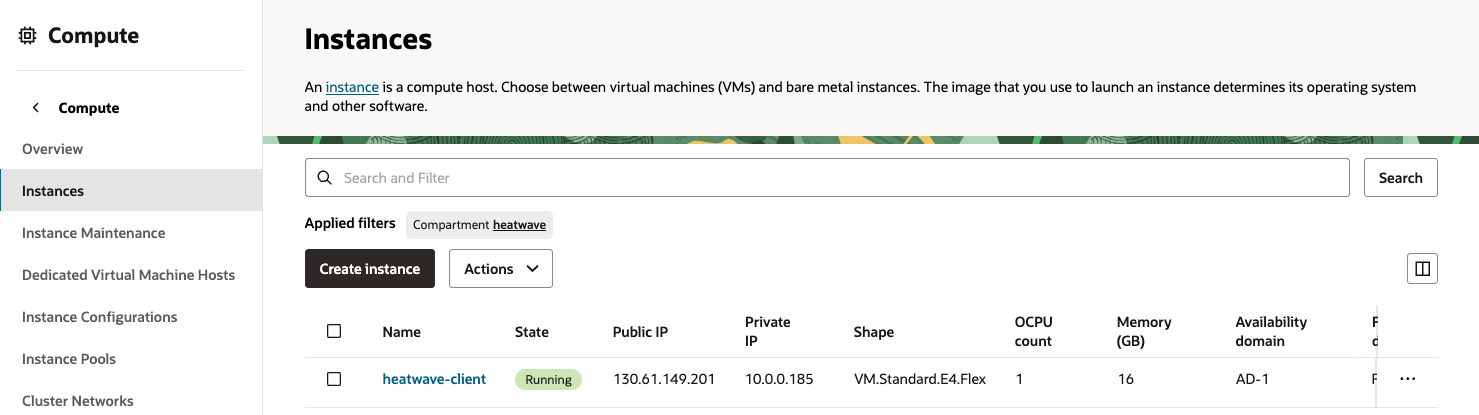 Compute
Compute
Overview
Instances
Instance Maintenance
Dedicated Virtual Machine Hosts
Instance Configurations
Instance Pools
Cluster Networks
Instances
An instance is a compute host. Choose between virtual machines (VMs) and bare metal instances. The image that you use to launch an instance determines its operating system
and other software.
Search and Filter
Search
Applied filters Compartment heatwave
Create instance Actions
Name State Public IP Private IP Shape OCPU count Memory (GB) Availability domain
heatwave-client Running 130.61.149.201 10.0.0.185 VM.Standard.E4.Flex 1 16 AD-1